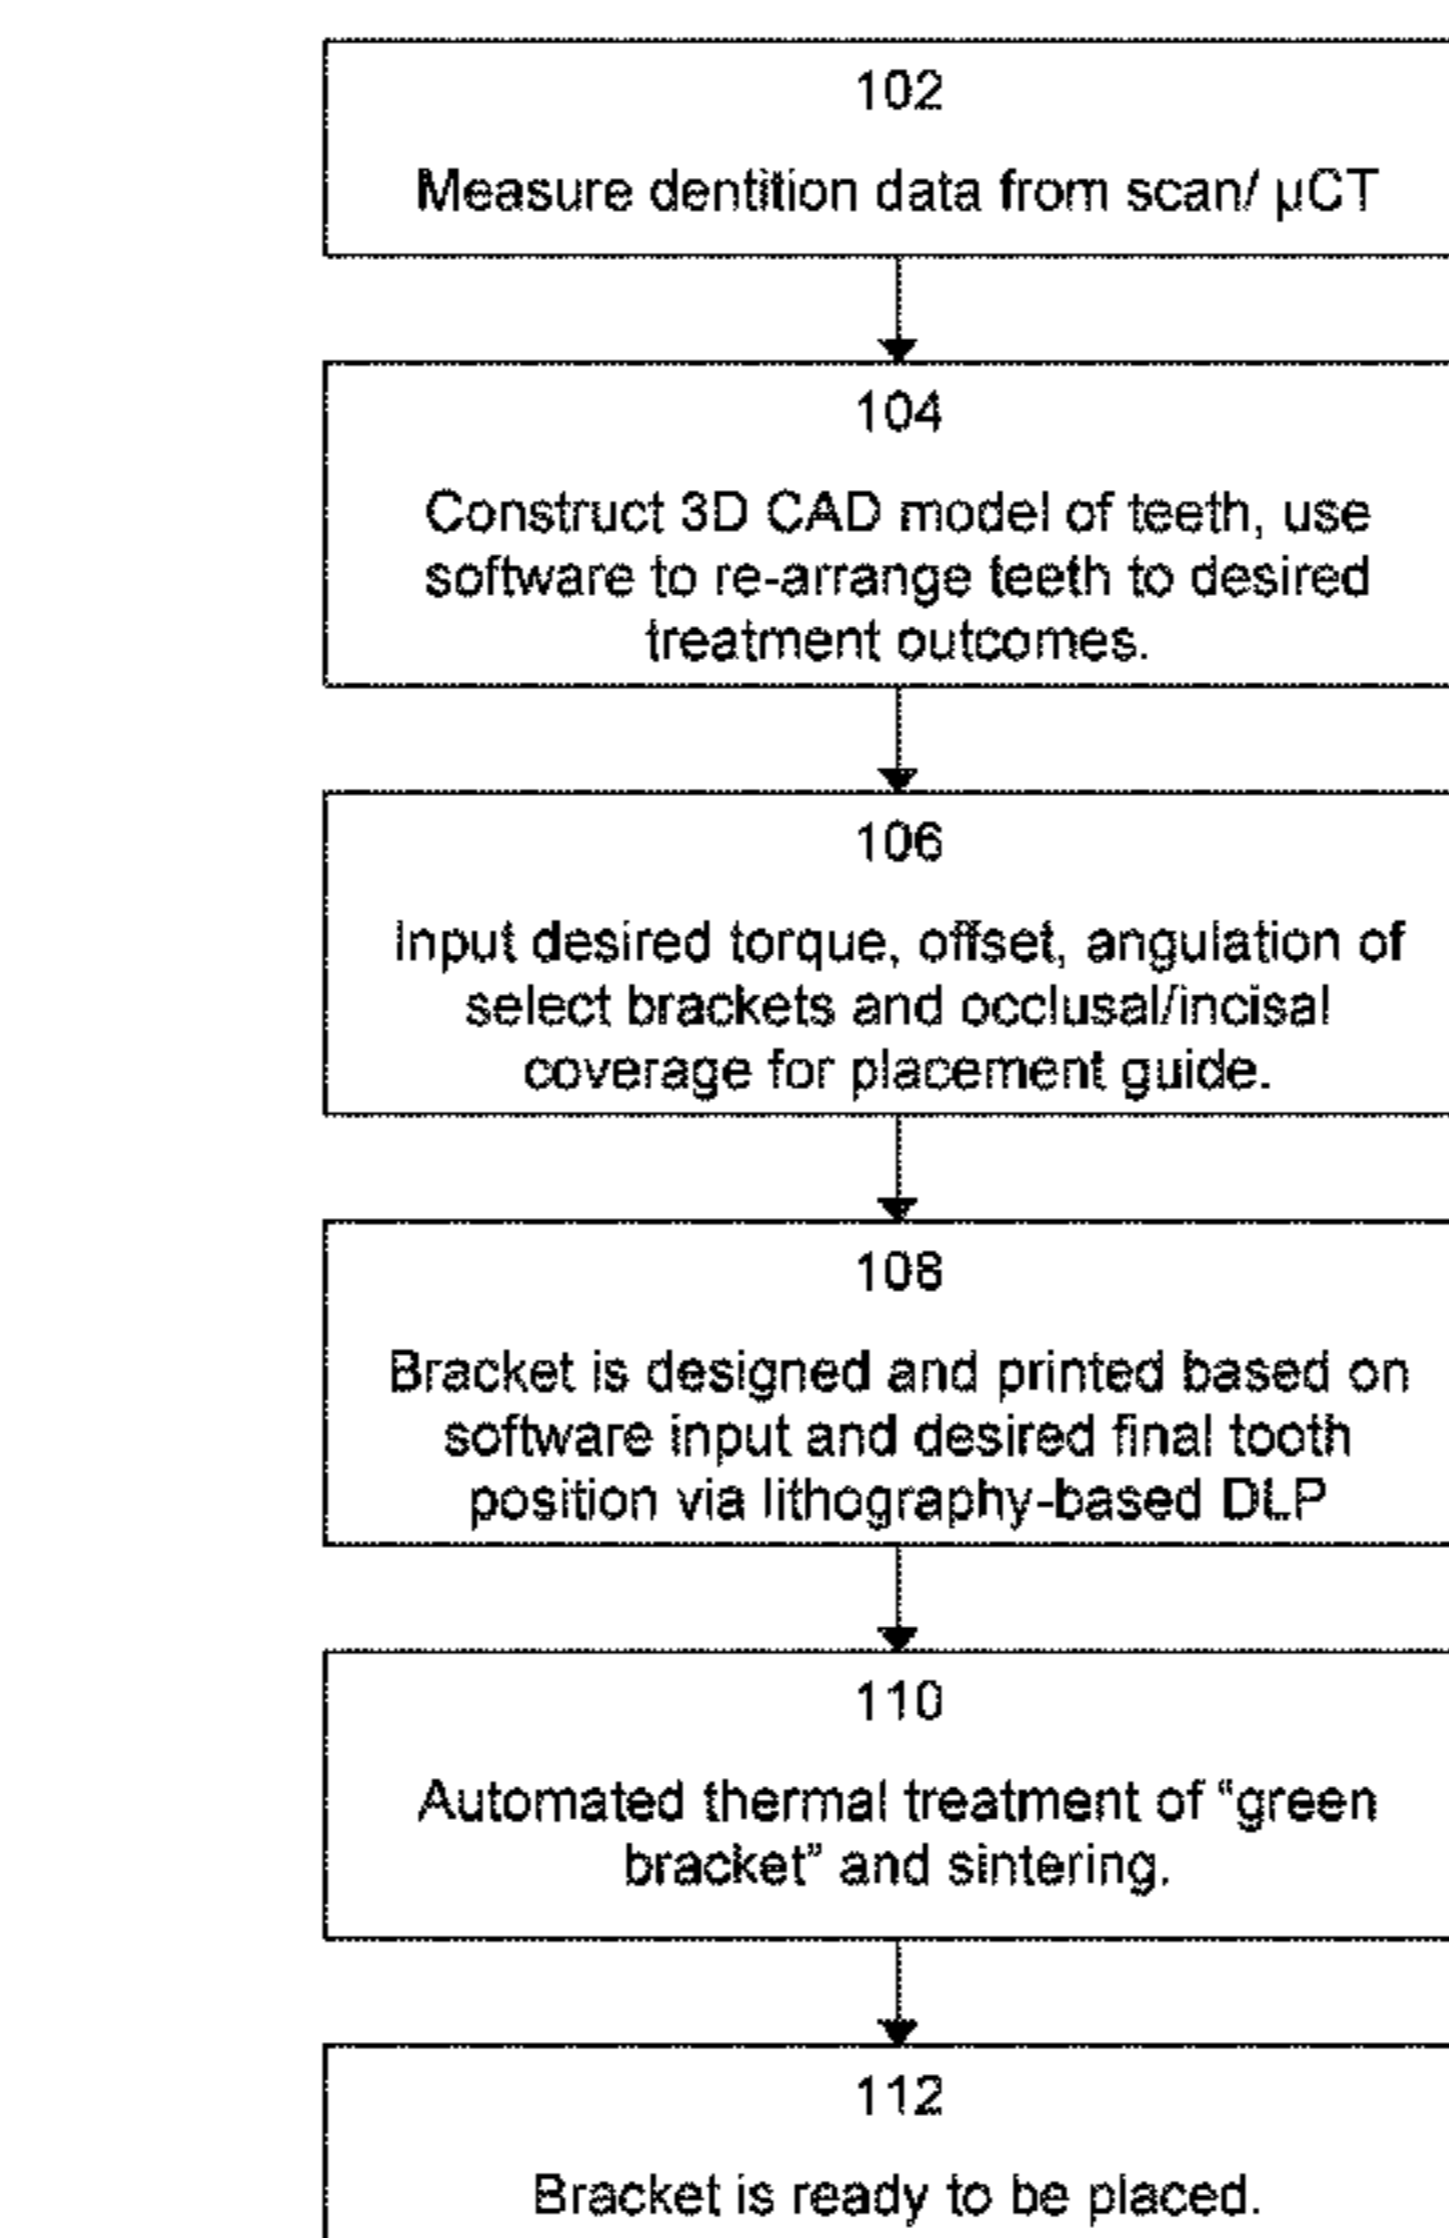 102
Measure dentition data from scan/ µCT
104
Construct 3D CAD model of teeth, use
software to re-arrange teeth to desired
treatment outcomes.
106
Input desired torque, offset, angulation of
select brackets and occlusal/incisal
coverage for placement guide.
108
Bracket is designed and printed based on
software input and desired final tooth
position via lithography-based DLP
110
Automated thermal treatment of “green
bracket” and sintering.
112
Bracket is ready to be placed.